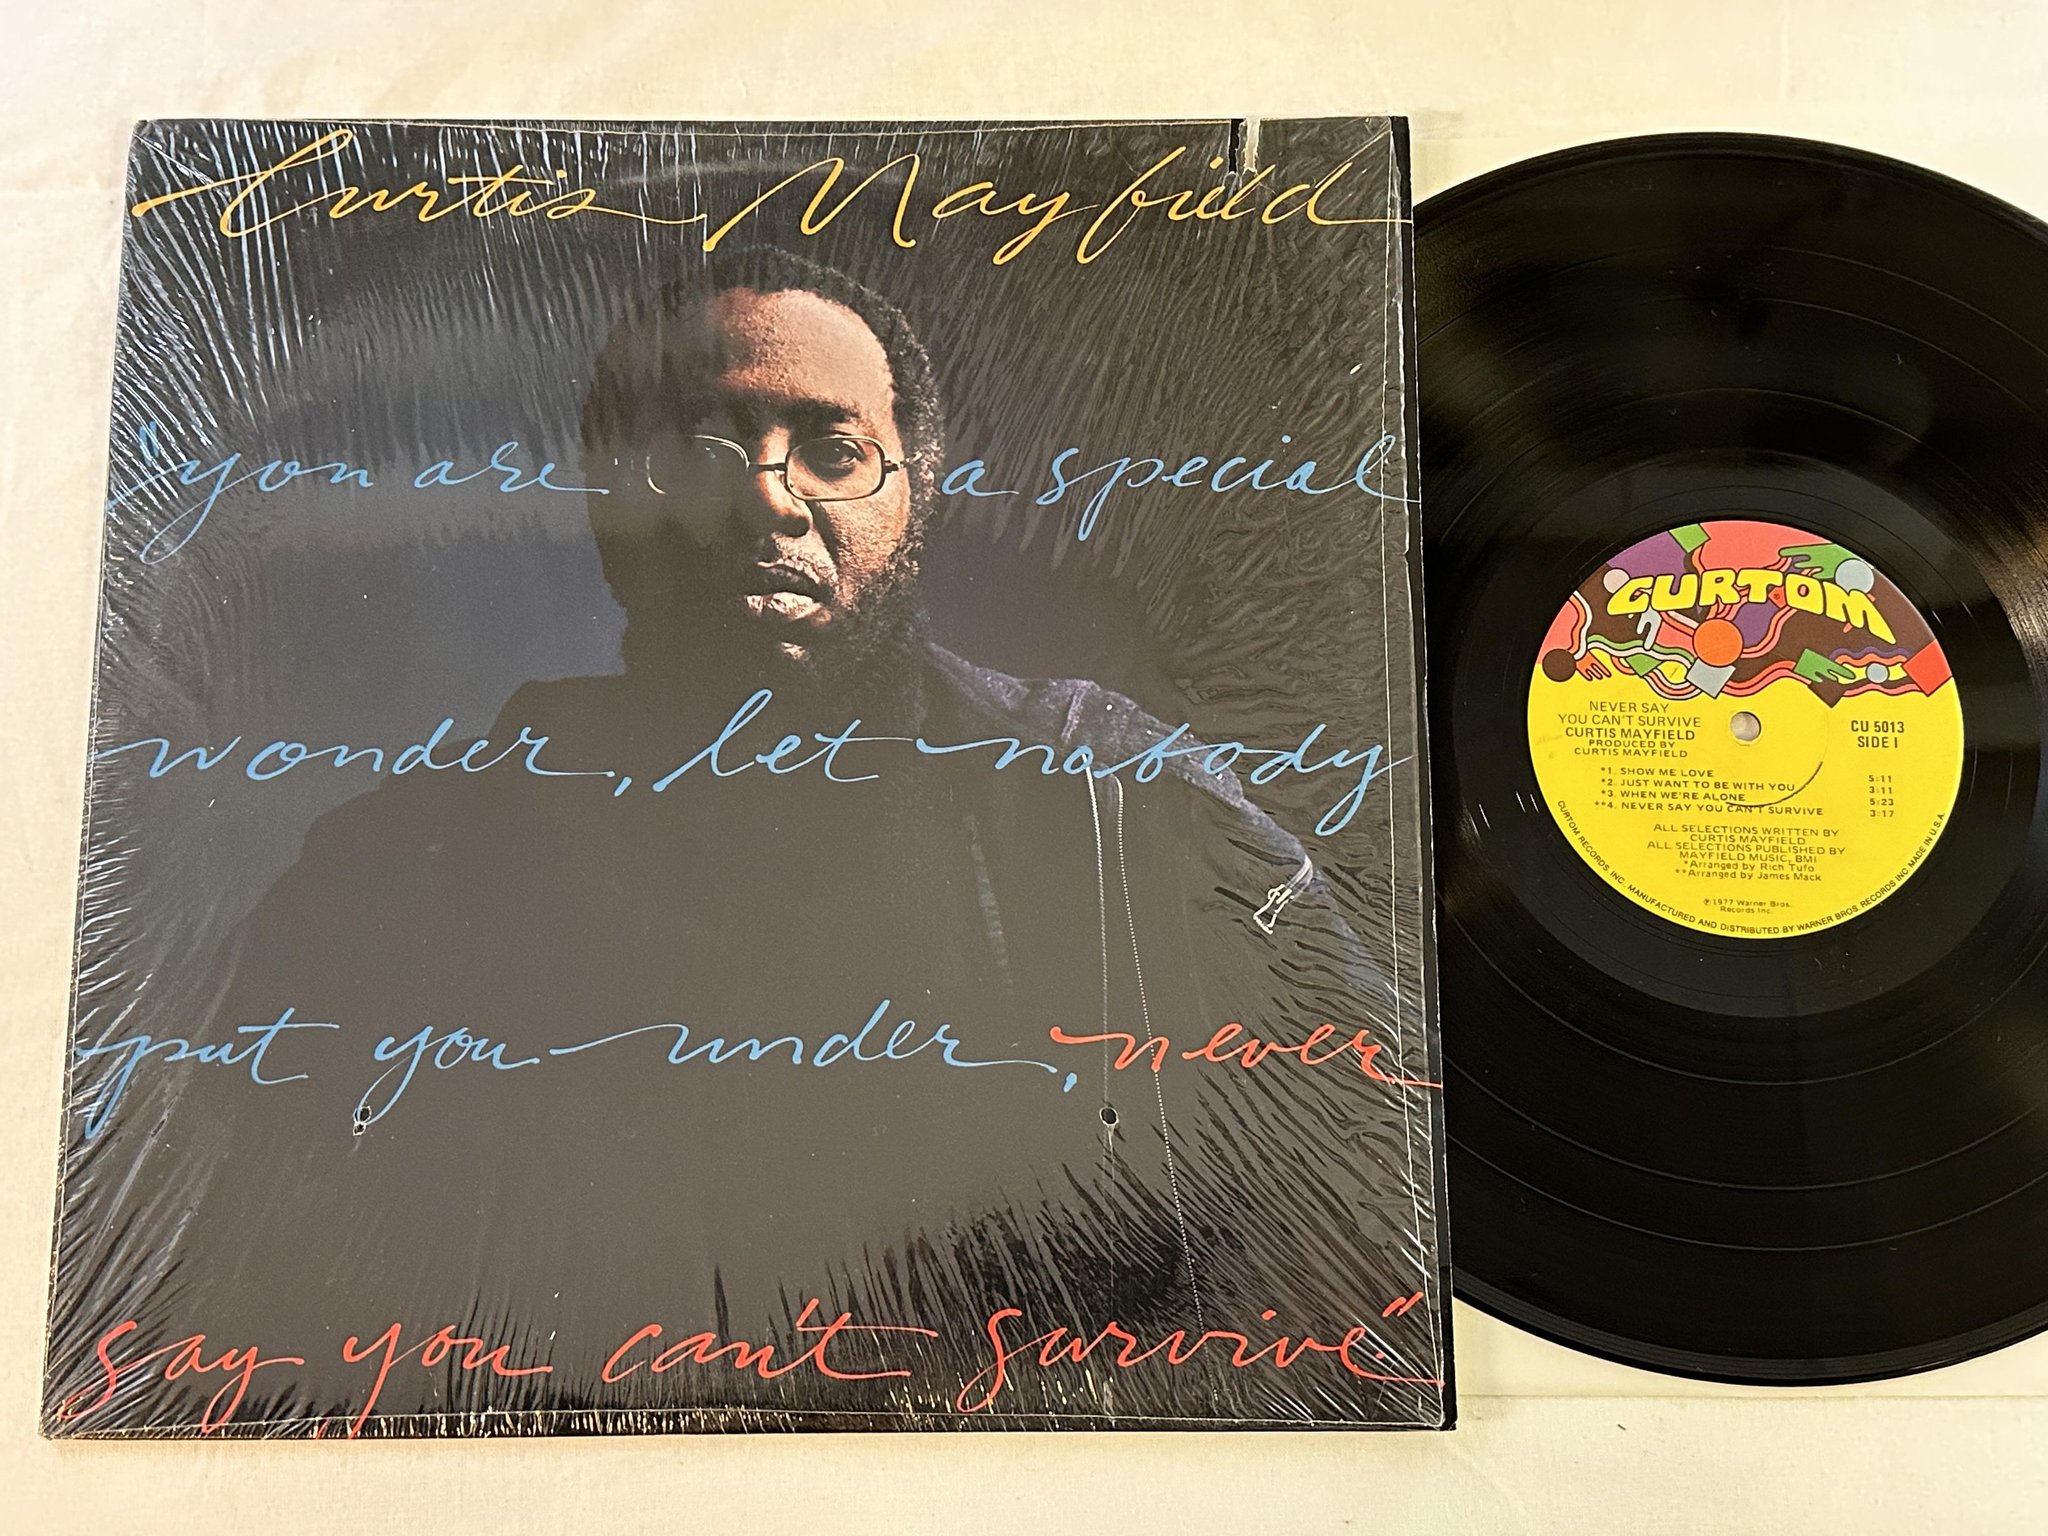 Curtis Mayfield
"you are a special
wonder, let nobody
put you under, never
say you can't survive."
CURTOM
NEVER SAY
YOU CAN'T SURVIVE
CURTIS MAYFIELD
PRODUCED BY
CURTIS MAYFIELD
CU 5013
SIDE I
*1. SHOW ME LOVE 5:11
*2. JUST WANT TO BE WITH YOU 3:11
*3. WHEN WE'RE ALONE 5:23
**4. NEVER SAY YOU CAN'T SURVIVE 3:17
ALL SELECTIONS WRITTEN BY
CURTIS MAYFIELD
ALL SELECTIONS PUBLISHED BY
MAYFIELD MUSIC, BMI
*Arranged by Rich Tufo
**Arranged by James Mack
℗ 1977 Warner Bros.
Records Inc.
CURTOM RECORDS, INC. MANUFACTURED AND DISTRIBUTED BY WARNER BROS. RECORDS INC. MADE IN U.S.A.